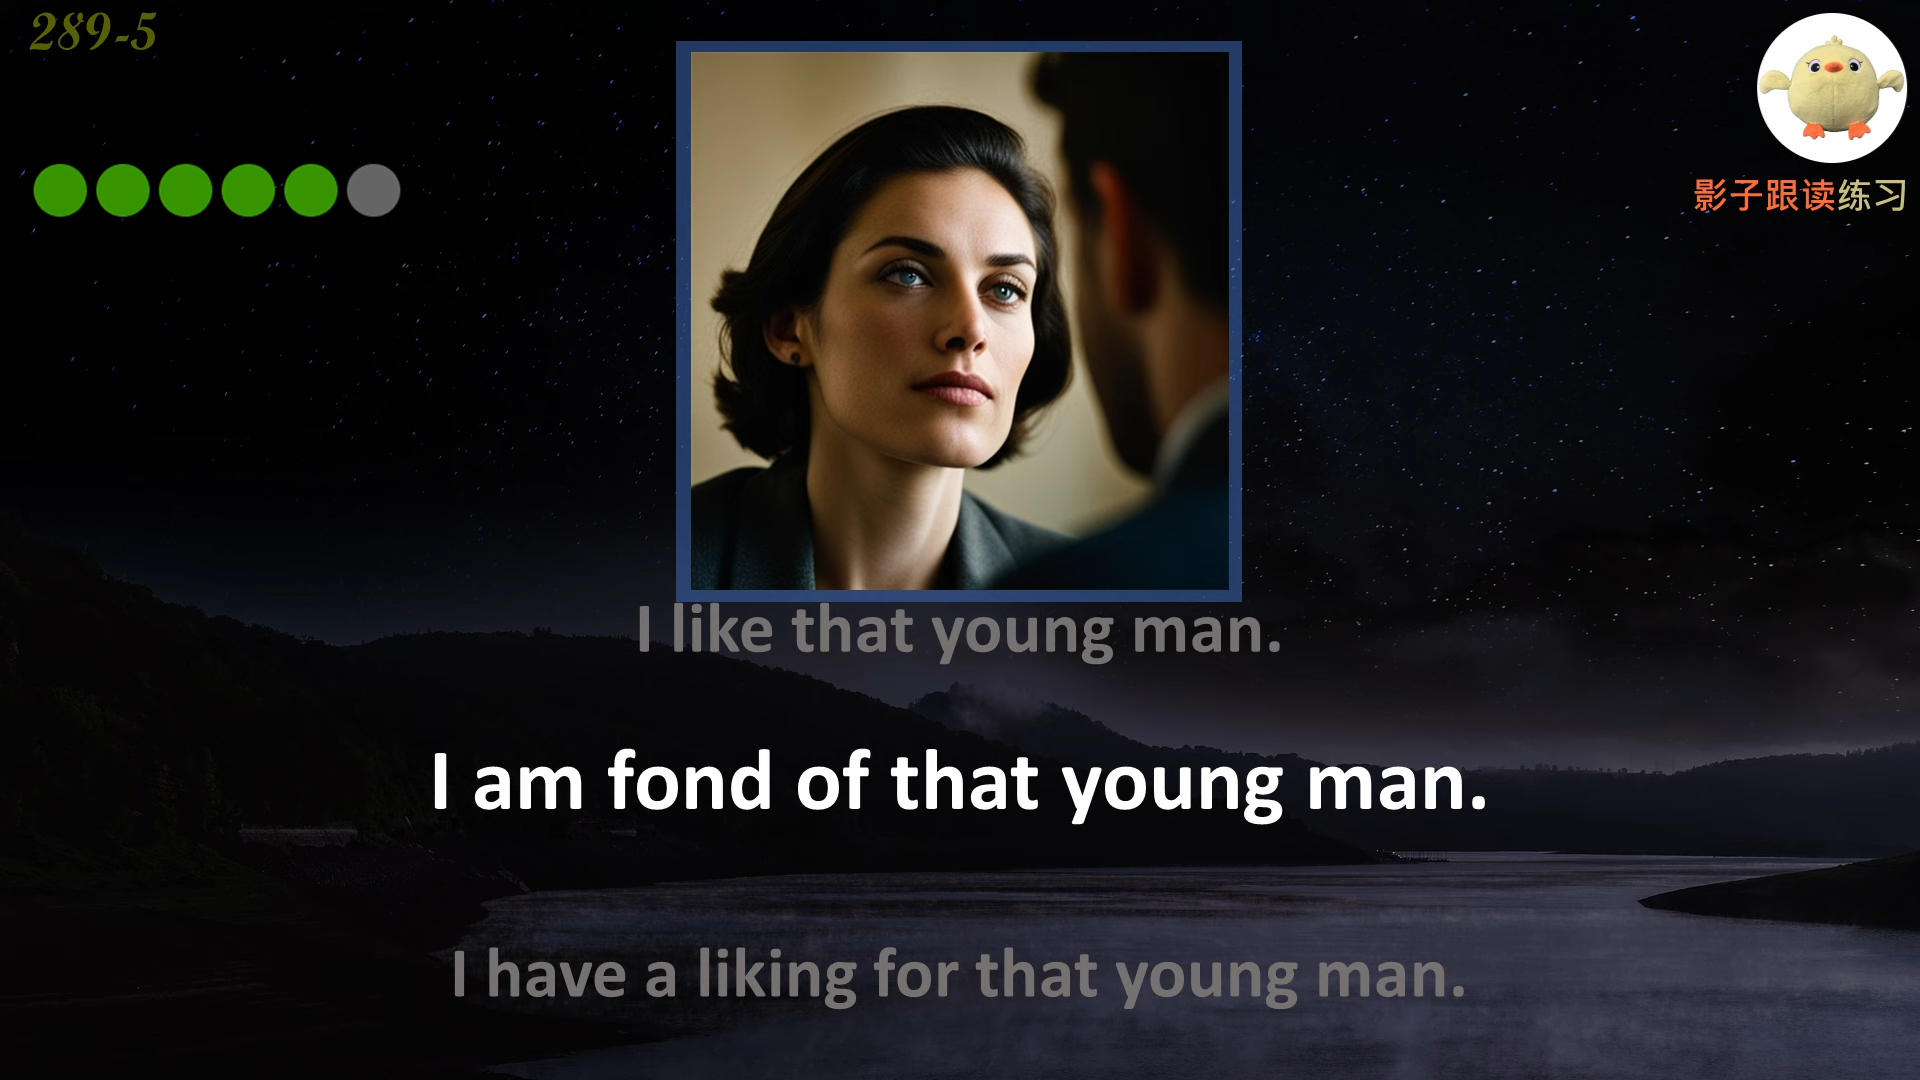 289-5
影子跟读练习
I like that young man.
I am fond of that young man.
I have a liking for that young man.